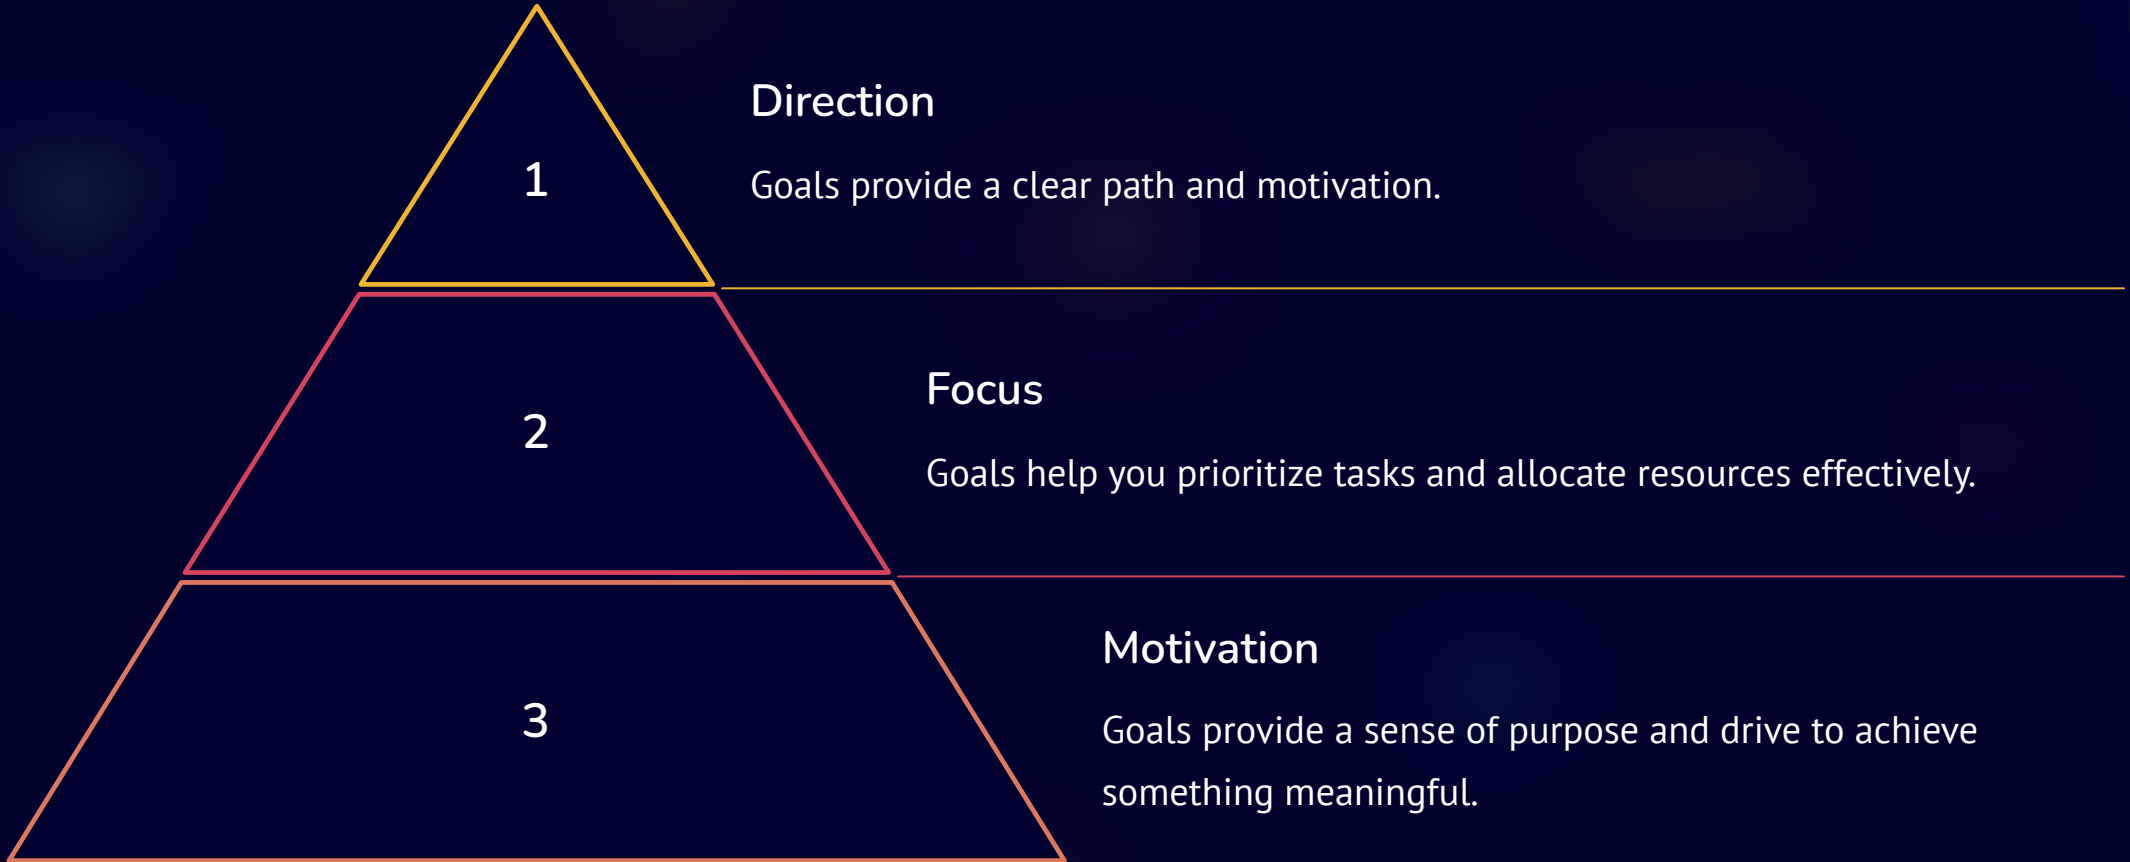 1
Direction
Goals provide a clear path and motivation.
2
Focus
Goals help you prioritize tasks and allocate resources effectively.
3
Motivation
Goals provide a sense of purpose and drive to achieve
something meaningful.